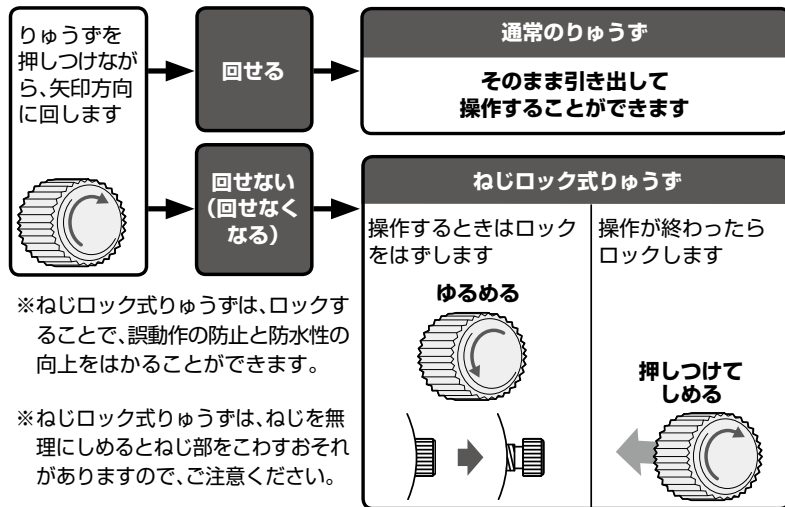 りゅうずを
押しつけなが
ら、矢印方向
に回します
回せる
通常のりゅうず
そのまま引き出して
操作することができます
回せない
（回せなく
なる）
ねじロック式りゅうず
操作するときはロック
をはずします
ゆるめる
操作が終わったら
ロックします
押しつけて
しめる
※ねじロック式りゅうずは、ロックす
ることで、誤動作の防止と防水性の
向上をはかることができます。
※ねじロック式りゅうずは、ねじを無
理にしめるとねじ部をこわすおそれ
がありますので、ご注意ください。